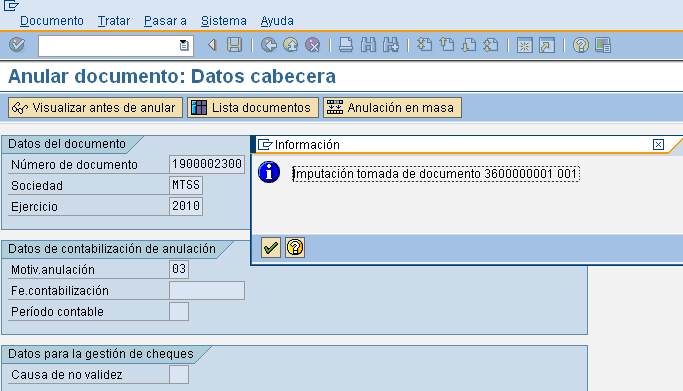 Documento Tratar Pasar a Sistema Ayuda
Anular documento: Datos cabecera
Visualizar antes de anular Lista documentos Anulación en masa
Datos del documento
Número de documento 1900002300
Sociedad MTSS
Ejercicio 2010
Información
Imputación tomada de documento 3600000001 001
Datos de contabilización de anulación
Motiv.anulación 03
Fe.contabilización
Período contable
Datos para la gestión de cheques
Causa de no validez